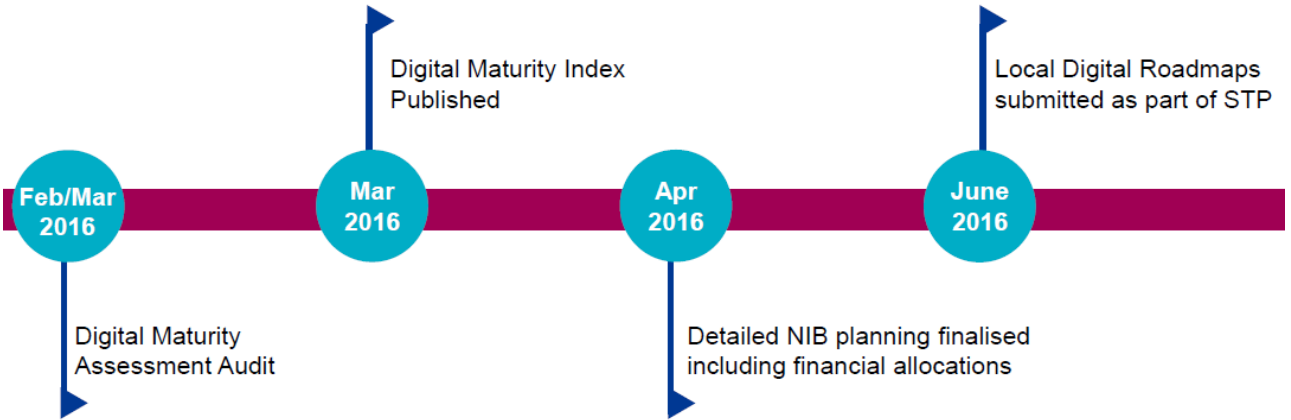 Digital Maturity Index
Published
Local Digital Roadmaps
submitted as part of STP
Feb/Mar
2016
Mar
2016
Apr
2016
June
2016
Digital Maturity
Assessment Audit
Detailed NIB planning finalised
including financial allocations